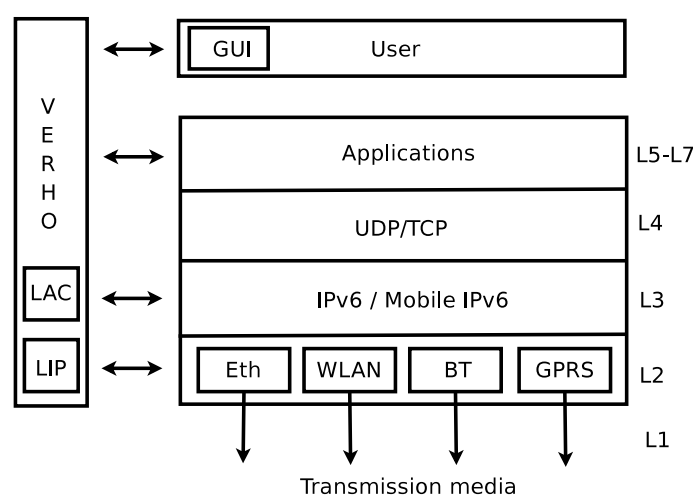 GUI User
V
E
R
H
O
Applications L5-L7
UDP/TCP L4
LAC IPv6 / Mobile IPv6 L3
LIP Eth WLAN BT GPRS L2
L1
Transmission media